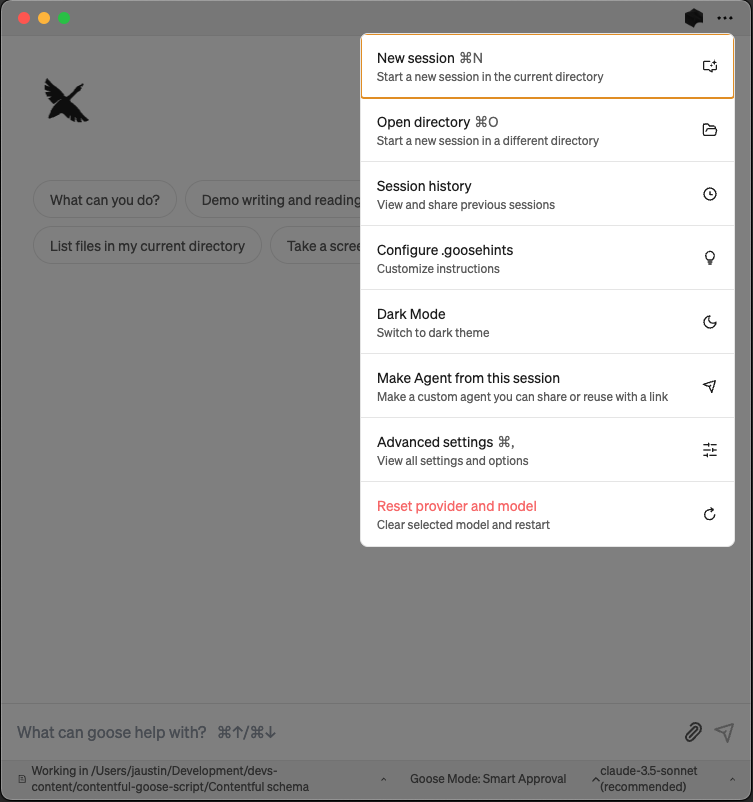 New session ⌘N
Start a new session in the current directory
Open directory ⌘O
Start a new session in a different directory
Session history
View and share previous sessions
Configure .goosehints
Customize instructions
Dark Mode
Switch to dark theme
Make Agent from this session
Make a custom agent you can share or reuse with a link
Advanced settings ⌘,
View all settings and options
Reset provider and model
Clear selected model and restart
What can you do?
Demo writing and reading
List files in my current directory
Take a
What can goose help with? ⌘↑/⌘↓
Working in /Users/jaustin/Development/devs-
content/contentful-goose-script/Contentful schema
Goose Mode: Smart Approval
claude-3.5-sonnet
(recommended)